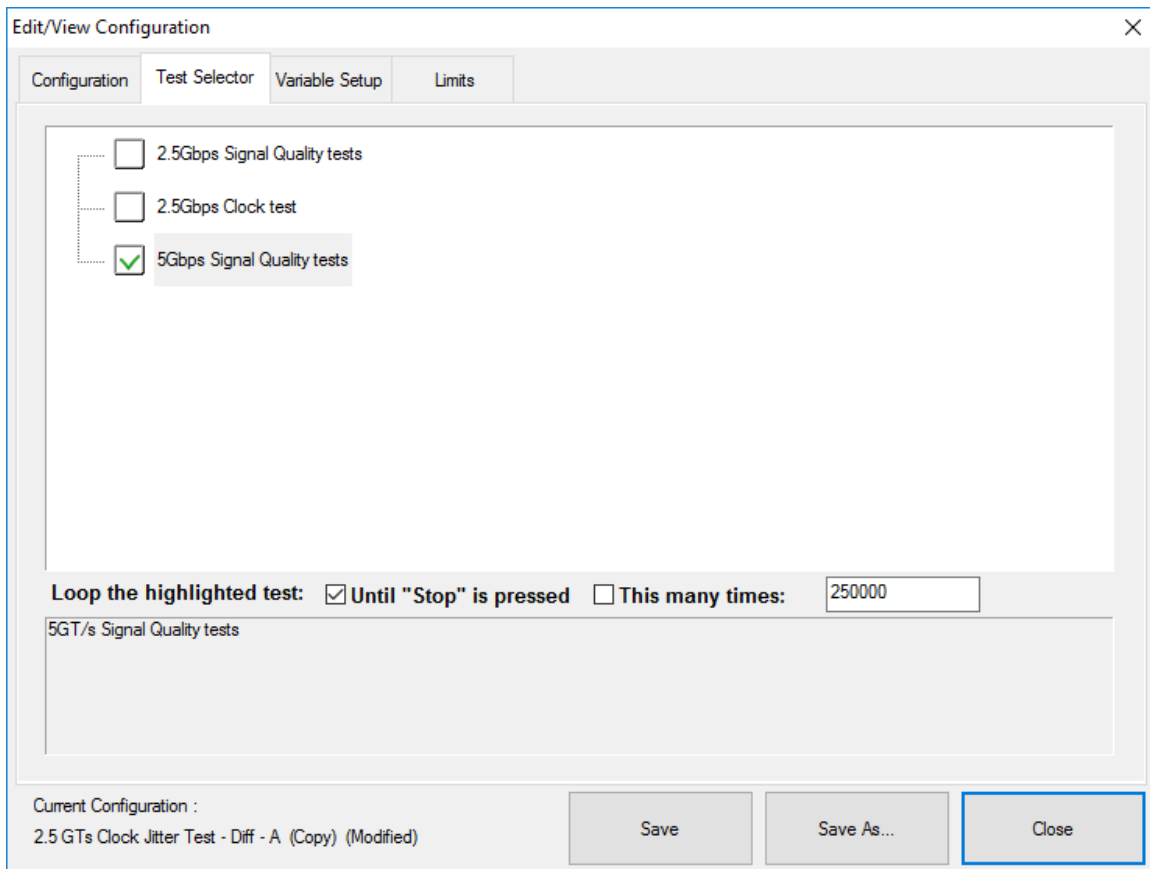 Edit/View Configuration
Configuration Test Selector Variable Setup Limits
2.5Gbps Signal Quality tests
2.5Gbps Clock test
5Gbps Signal Quality tests
Loop the highlighted test: Until "Stop" is pressed This many times: 250000
5GT/s Signal Quality tests
Current Configuration :
2.5 GTs Clock Jitter Test - Diff - A (Copy) (Modified)
Save Save As... Close